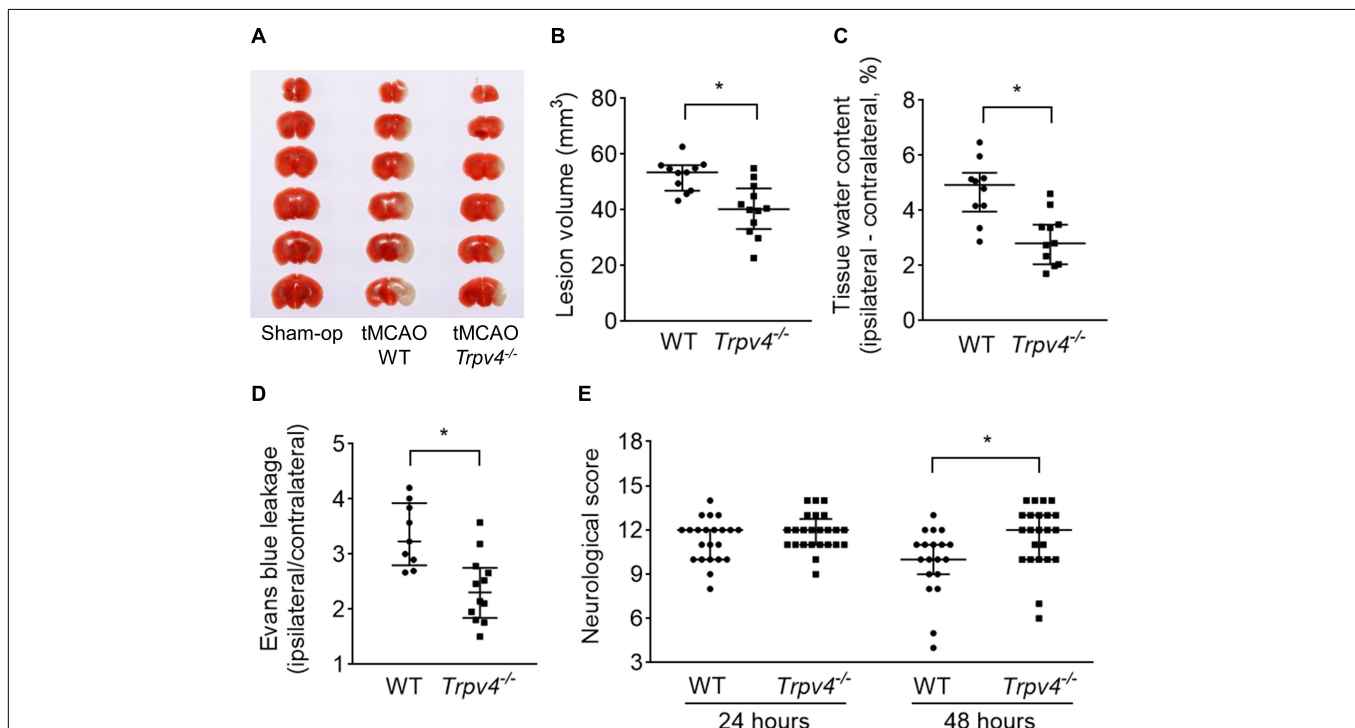 A
Sham-op
tMCAO
WT
tMCAO
Trpv4-/-
B
Lesion volume (mm3)
80
60
40
20
0
*
WT
Trpv4-/-
C
Tissue water content
(ipsilateral - contralateral, %)
8
6
4
2
0
*
WT
Trpv4-/-
D
Evans blue leakage
(ipsilateral/contralateral)
5
4
3
2
1
*
WT
Trpv4-/-
E
Neurological score
18
15
12
9
6
3
*
WT
Trpv4-/-
WT
Trpv4-/-
24 hours
48 hours